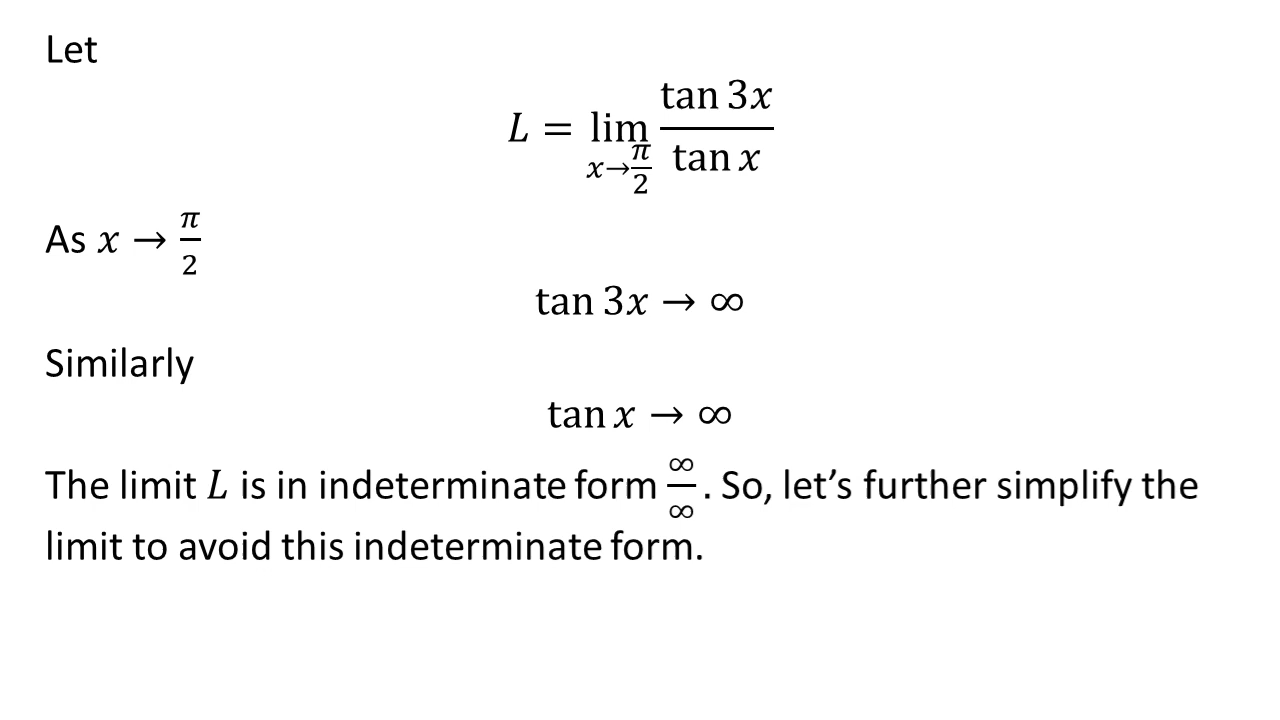 Let
L = lim x→π/2 tan 3x / tan x
As x → π/2
tan 3x → ∞
Similarly
tan x → ∞
The limit L is in indeterminate form ∞/∞. So, let’s further simplify the
limit to avoid this indeterminate form.